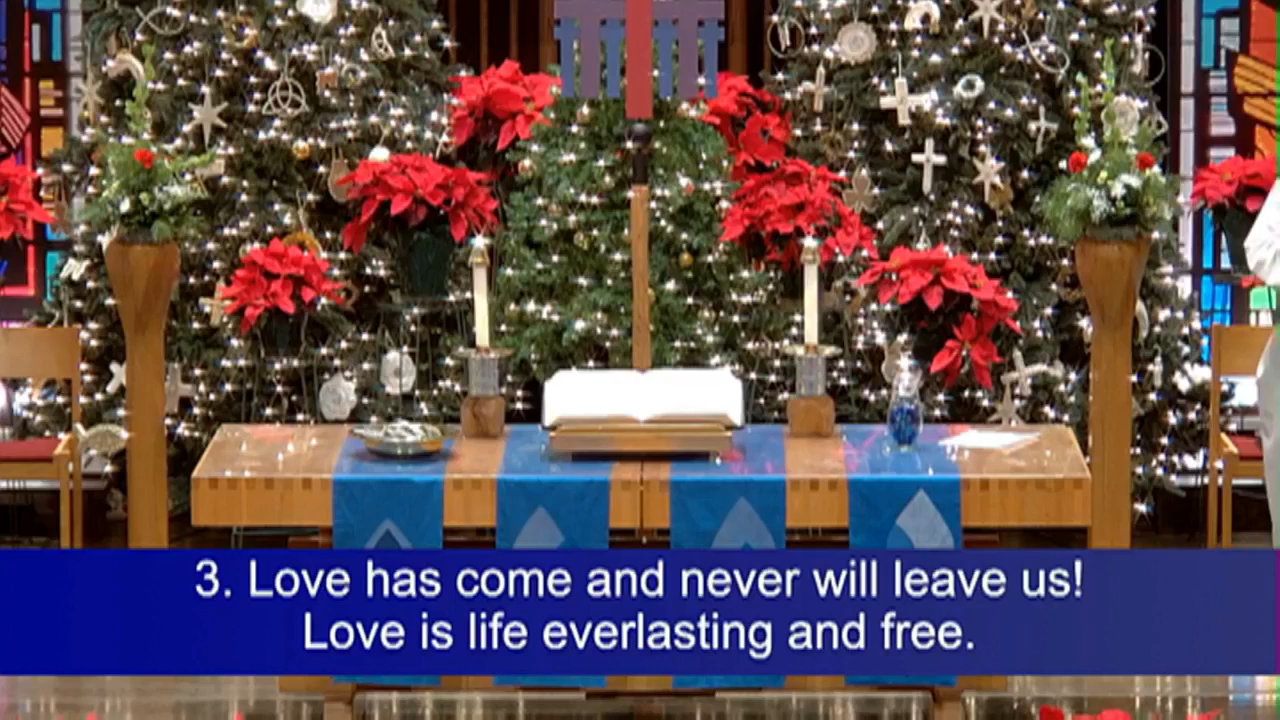 3. Love has come and never will leave us!
Love is life everlasting and free.